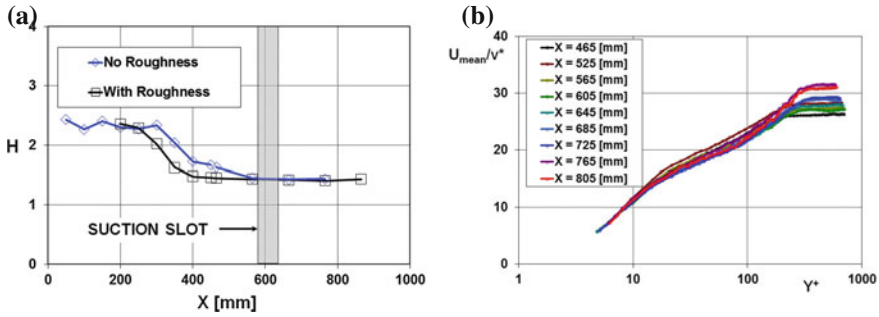 (a)
4
3
2
1
0
H
No Roughness
With Roughness
SUCTION SLOT
0 200 400 600 800 1000
X [mm]
(b)
40
30
20
10
0
Umean/v*
X = 465 [mm]
X = 525 [mm]
X = 565 [mm]
X = 605 [mm]
X = 645 [mm]
X = 685 [mm]
X = 725 [mm]
X = 765 [mm]
X = 805 [mm]
1 10 100 1000
Y+